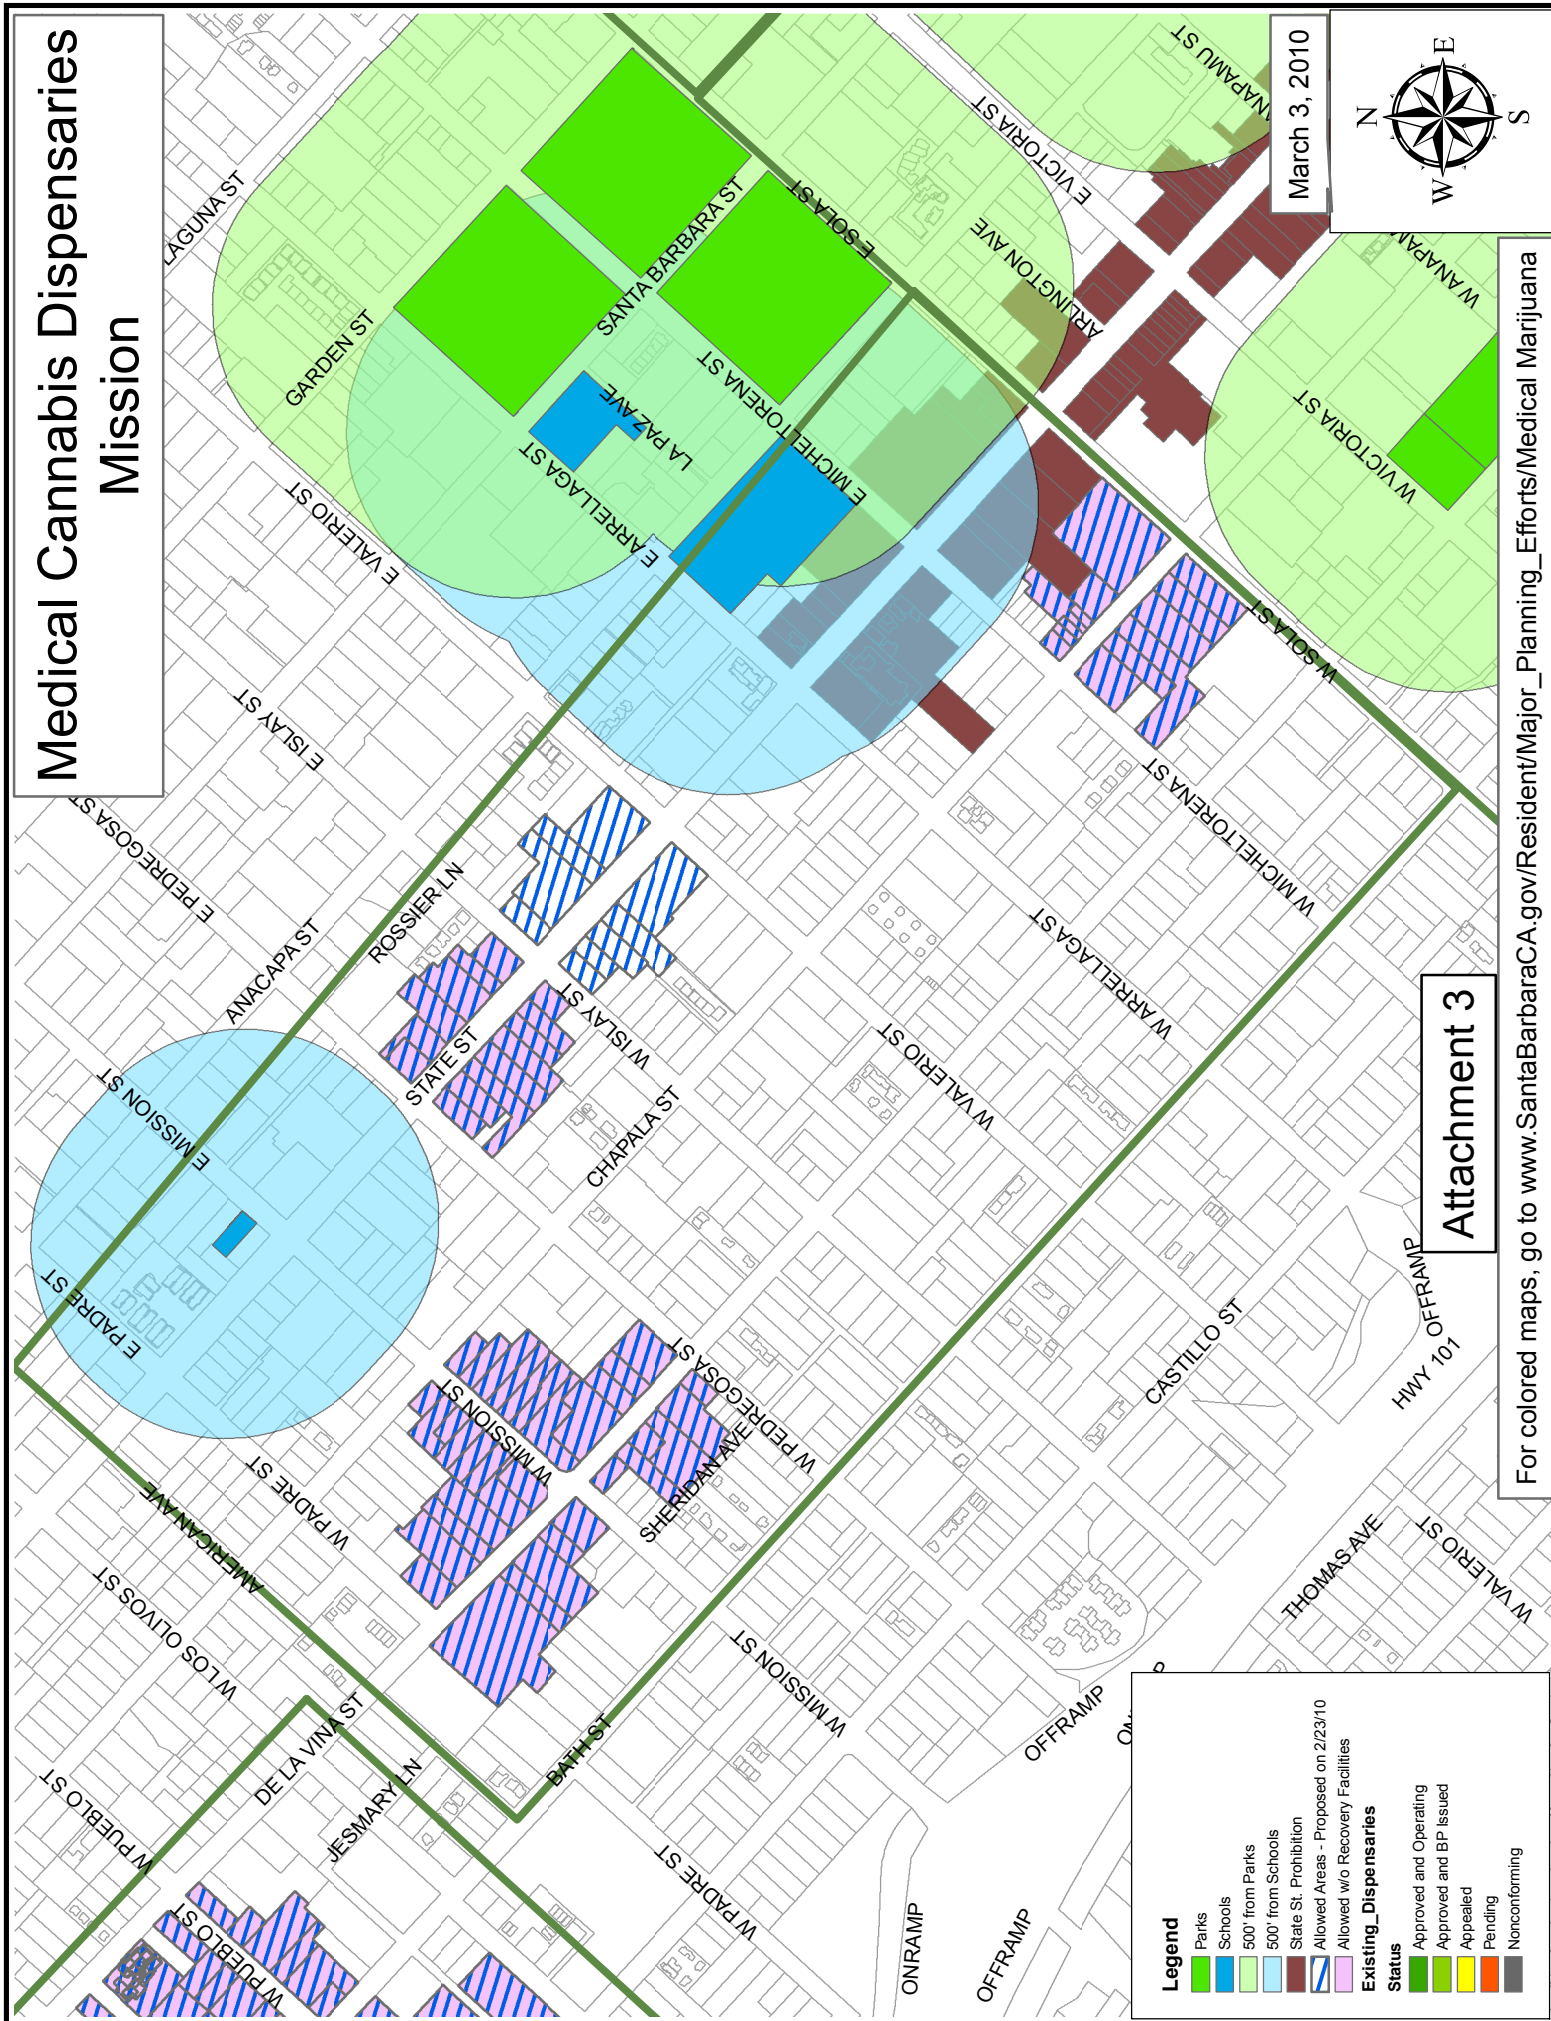 Medical Cannabis Dispensaries
Mission
March 3, 2010
N
E
S
W
LAGUNA ST
GARDEN ST
SANTA BARBARA ST
E SOLA ST
E VICTORIA ST
ARLINGTON AVE
W ANAPAMU
W VICTORIA ST
E MICHELTORENA ST
LA PAZ AVE
E ARRELLAGA ST
E VALERIO ST
E ISLAY ST
E PEDREGOSA ST
ROSSIER LN
ANACAPA ST
E MISSION ST
E PADRE ST
STATE ST
W ISLAY ST
CHAPALA ST
W VALERIO ST
W ARRELLAGA ST
W MICHELTORENA ST
W SOLA ST
W PEDREGOSA ST
SHERIDAN AVE
W MISSION ST
W PADRE ST
AMERICAN AVE
W LOS OLIVOS ST
DE LA VINA ST
JESMARY LN
W PUEBLO ST
W PUEBLO ST
BATH ST
W MISSION ST
W PADRE ST
CASTILLO ST
HWY 101
OFFRAMP
THOMAS AVE
W VALERIO ST
OFFRAMP
ONRAMP
OFFRAMP
Attachment 3
For colored maps, go to www.SantaBarbaraCA.gov/Resident/Major_Planning_Efforts/Medical Marijuana
Legend
Parks
Schools
500' from Parks
500' from Schools
State St. Prohibition
Allowed Areas - Proposed on 2/23/10
Allowed w/o Recovery Facilities
Existing_Dispensaries
Status
Approved and Operating
Approved and BP Issued
Appealed
Pending
Nonconforming